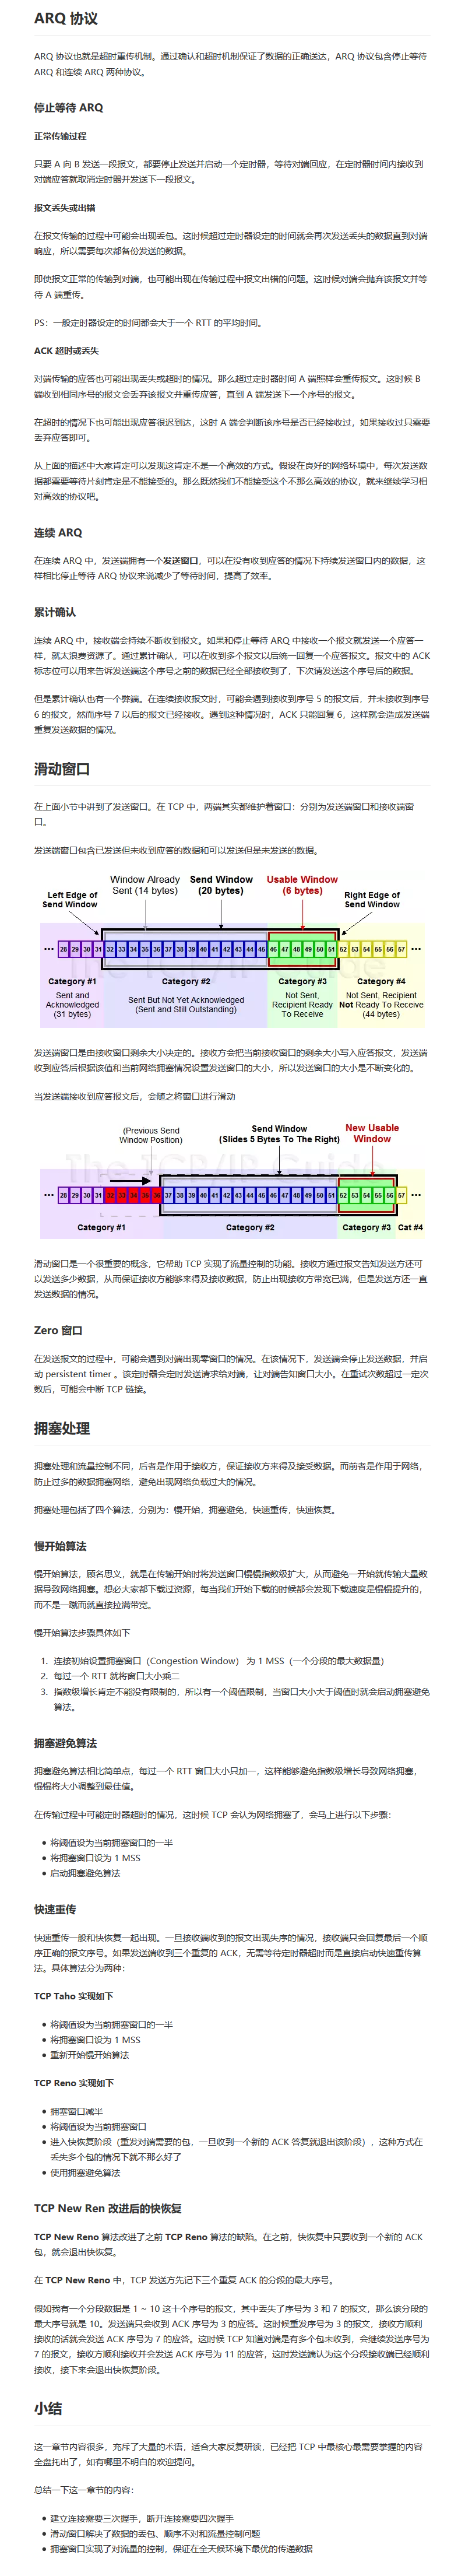 ARQ 协议
ARQ 协议也就是超时重传机制。通过确认和超时机制保证了数据的正确送达，ARQ 协议包含停止等待
ARQ 和连续 ARQ 两种协议。
停止等待 ARQ
正常传输过程
只要 A 向 B 发送一段报文，都要停止发送并启动一个定时器，等待对端回应，在定时器时间内接收到
对端应答就取消定时器并发送下一段报文。
报文丢失或出错
在报文传输的过程中可能会出现丢包。这时候超过定时器设定的时间就会再次发送丢失的数据直到对端
响应，所以需要每次都备份发送的数据。
即使报文正常的传输到对端，也可能出现在传输过程中报文出错的问题。这时候对端会抛弃该报文并等
待 A 端重传。
PS：一般定时器设定的时间都会大于一个 RTT 的平均时间。
ACK 超时或丢失
对端传输的应答也可能出现丢失或超时的情况。那么超过定时器时间 A 端照样会重传报文。这时候 B
端收到相同序号的报文会丢弃该报文并重传应答，直到 A 端发送下一个序号的报文。
在超时的情况下也可能出现应答很迟到达，这时 A 端会判断该序号是否已经接收过，如果接收过只需要
丢弃应答即可。
从上面的描述中大家肯定可以发现这肯定不是一个高效的方式。假设在良好的网络环境中，每次发送数
据都需要等待片刻肯定是不能接受的。那么既然我们不能接受这个不那么高效的协议，就来继续学习相
对高效的协议吧。
连续 ARQ
在连续 ARQ 中，发送端拥有一个发送窗口，可以在没有收到应答的情况下持续发送窗口内的数据，这
样相比停止等待 ARQ 协议来说减少了等待时间，提高了效率。
累计确认
连续 ARQ 中，接收端会持续不断收到报文。如果和停止等待 ARQ 中接收一个报文就发送一个应答一
样，就太浪费资源了。通过累计确认，可以在收到多个报文以后统一回复一个应答报文。报文中的 ACK
标志位可以用来告诉发送端这个序号之前的数据已经全部接收到了，下次请发送这个序号后的数据。
但是累计确认也有一个弊端。在连续接收报文时，可能会遇到接收到序号 5 的报文后，并未接收到序号
6 的报文，然而序号 7 以后的报文已经接收。遇到这种情况时，ACK 只能回复 6，这样就会造成发送端
重复发送数据的情况。
滑动窗口
在上面小节中讲到了发送窗口。在 TCP 中，两端其实都维护着窗口：分别为发送端窗口和接收端窗
口。
发送端窗口包含已发送但未收到应答的数据和可以发送但是未发送的数据。
Left Edge of
Send Window
Window Already
Sent (14 bytes)
Send Window
(20 bytes)
Usable Window
(6 bytes)
Right Edge of
Send Window
The TCP/IP Guide
••• 28 29 30 31 32 33 34 35 36 37 38 39 40 41 42 43 44 45 46 47 48 49 50 51 52 53 54 55 56 57 •••
Category #1
Sent and
Acknowledged
(31 bytes)
Category #2
Sent But Not Yet Acknowledged
(Sent and Still Outstanding)
Category #3
Not Sent,
Recipient Ready
To Receive
Category #4
Not Sent, Recipient
Not Ready To Receive
(44 bytes)
发送端窗口是由接收窗口剩余大小决定的。接收方会把当前接收窗口的剩余大小写入应答报文，发送端
收到应答后根据该值和当前网络拥塞情况设置发送窗口的大小，所以发送窗口的大小是不断变化的。
当发送端接收到应答报文后，会随之将窗口进行滑动
(Previous Send
Window Position)
Send Window
(Slides 5 Bytes To The Right)
New Usable
Window
The TCP/IP Guide
••• 28 29 30 31 32 33 34 35 36 37 38 39 40 41 42 43 44 45 46 47 48 49 50 51 52 53 54 55 56 57 •••
Category #1
Category #2
Category #3
Cat #4
滑动窗口是一个很重要的概念，它帮助 TCP 实现了流量控制的功能。接收方通过报文告知发送方还可
以发送多少数据，从而保证接收方能够来得及接收数据，防止出现接收方带宽已满，但是发送方还一直
发送数据的情况。
Zero 窗口
在发送报文的过程中，可能会遇到对端出现零窗口的情况。在该情况下，发送端会停止发送数据，并启
动 persistent timer 。该定时器会定时发送请求给对端，让对端告知窗口大小。在重试次数超过一定次
数后，可能会中断 TCP 链接。
拥塞处理
拥塞处理和流量控制不同，后者是作用于接收方，保证接收方来得及接受数据。而前者是作用于网络，
防止过多的数据拥塞网络，避免出现网络负载过大的情况。
拥塞处理包括了四个算法，分别为：慢开始，拥塞避免，快速重传，快速恢复。
慢开始算法
慢开始算法，顾名思义，就是在传输开始时将发送窗口慢慢指数级扩大，从而避免一开始就传输大量数
据导致网络拥塞。想必大家都下载过资源，每当我们开始下载的时候都会发现下载速度是慢慢提升的，
而不是一蹴而就直接拉满带宽。
慢开始算法步骤具体如下
1. 连接初始设置拥塞窗口（Congestion Window） 为 1 MSS（一个分段的最大数据量）
2. 每过一个 RTT 就将窗口大小乘二
3. 指数级增长肯定不能没有限制的，所以有一个阈值限制，当窗口大小大于阈值时就会启动拥塞避免
算法。
拥塞避免算法
拥塞避免算法相比简单点，每过一个 RTT 窗口大小只加一，这样能够避免指数级增长导致网络拥塞，
慢慢将大小调整到最佳值。
在传输过程中可能定时器超时的情况，这时候 TCP 会认为网络拥塞了，会马上进行以下步骤：
● 将阈值设为当前拥塞窗口的一半
● 将拥塞窗口设为 1 MSS
● 启动拥塞避免算法
快速重传
快速重传一般和快恢复一起出现。一旦接收端收到的报文出现失序的情况，接收端只会回复最后一个顺
序正确的报文序号。如果发送端收到三个重复的 ACK，无需等待定时器超时而是直接启动快速重传算
法。具体算法分为两种：
TCP Taho 实现如下
● 将阈值设为当前拥塞窗口的一半
● 将拥塞窗口设为 1 MSS
● 重新开始慢开始算法
TCP Reno 实现如下
● 拥塞窗口减半
● 将阈值设为当前拥塞窗口
● 进入快恢复阶段（重发对端需要的包，一旦收到一个新的 ACK 答复就退出该阶段），这种方式在
丢失多个包的情况下就不那么好了
● 使用拥塞避免算法
TCP New Ren 改进后的快恢复
TCP New Reno 算法改进了之前 TCP Reno 算法的缺陷。在之前，快恢复中只要收到一个新的 ACK
包，就会退出快恢复。
在 TCP New Reno 中，TCP 发送方先记下三个重复 ACK 的分段的最大序号。
假如我有一个分段数据是 1 ~ 10 这十个序号的报文，其中丢失了序号为 3 和 7 的报文，那么该分段的
最大序号就是 10。发送端只会收到 ACK 序号为 3 的应答。这时候重发序号为 3 的报文，接收方顺利
接收的话就会发送 ACK 序号为 7 的应答。这时候 TCP 知道对端是有多个包未收到，会继续发送序号为
7 的报文，接收方顺利接收并会发送 ACK 序号为 11 的应答，这时发送端认为这个分段接收端已经顺利
接收，接下来会退出快恢复阶段。
小结
这一章节内容很多，充斥了大量的术语，适合大家反复研读，已经把 TCP 中最核心最需要掌握的内容
全盘托出了，如有哪里不明白的欢迎提问。
总结一下这一章节的内容：
● 建立连接需要三次握手，断开连接需要四次握手
● 滑动窗口解决了数据的丢包、顺序不对和流量控制问题
● 拥塞窗口实现了对流量的控制，保证在全天候环境下最优的传递数据